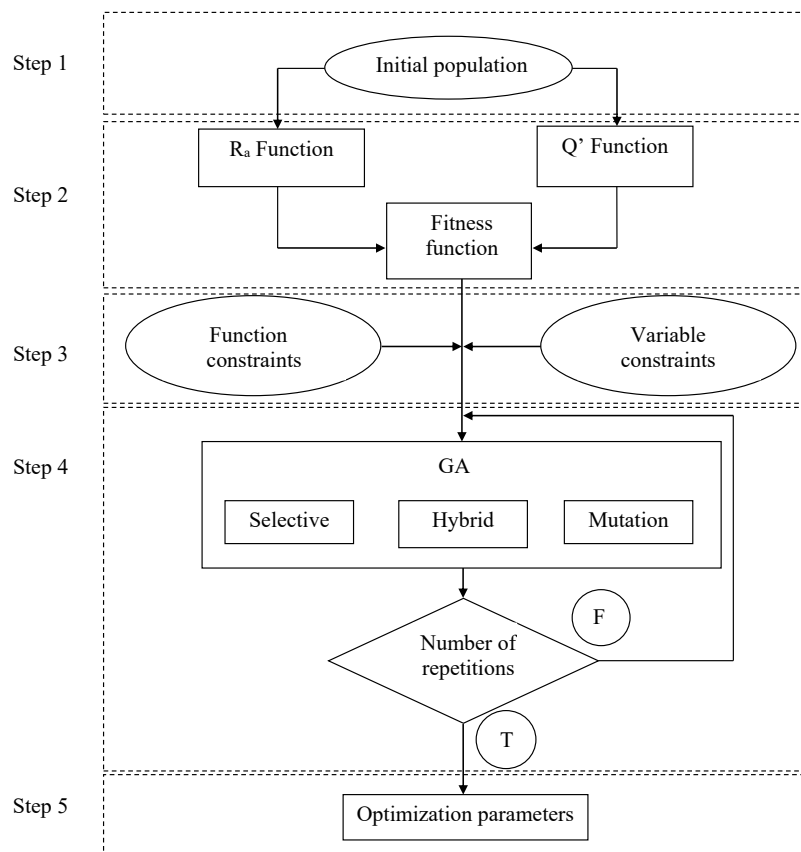 Step 1
Initial population
Step 2
Rₐ Function
Q’ Function
Fitness
function
Step 3
Function
constraints
Variable
constraints
Step 4
GA
Selective
Hybrid
Mutation
Number of
repetitions
F
T
Step 5
Optimization parameters